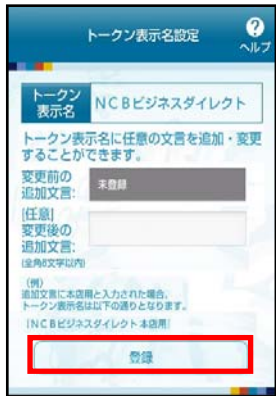 トークン表示名設定
?
ヘルプ
トークン
表示名
NCBビジネスダイレクト
トークン表示名に任意の文言を追加・変更
することができます。
変更前の
追加文言:
未登録
[任意]
変更後の
追加文言:
(全角8文字以内)
(例)
追加文言に本店用と入力された場合、
トークン表示名は以下の通りとなります。
[NCBビジネスダイレクト本店用]
登録